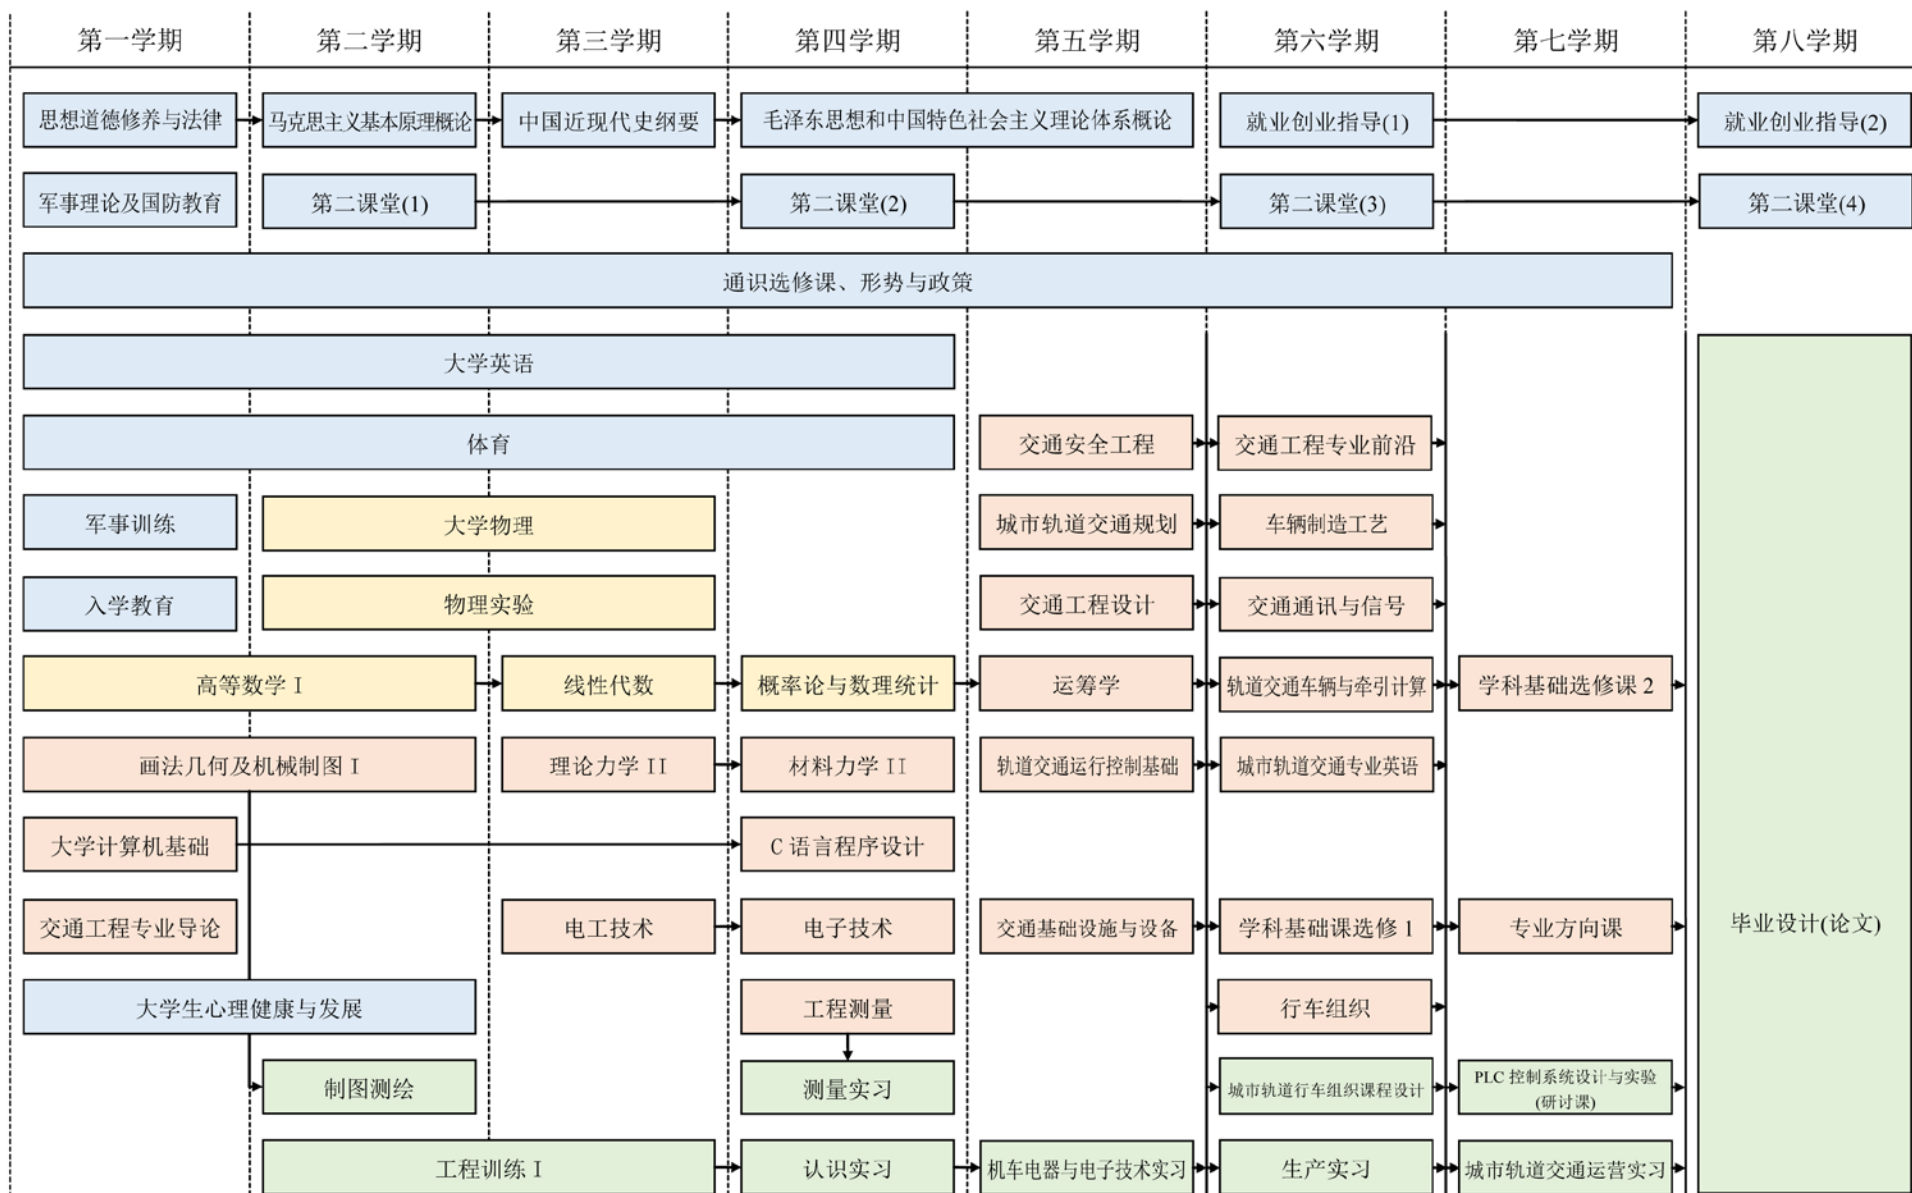 第一学期
第二学期
第三学期
第四学期
第五学期
第六学期
第七学期
第八学期
思想道德修养与法律
马克思主义基本原理概论
中国近现代史纲要
毛泽东思想和中国特色社会主义理论体系概论
就业创业指导(1)
就业创业指导(2)
军事理论及国防教育
第二课堂(1)
第二课堂(2)
第二课堂(3)
第二课堂(4)
通识选修课、形势与政策
大学英语
体育
交通安全工程
交通工程专业前沿
军事训练
大学物理
城市轨道交通规划
车辆制造工艺
入学教育
物理实验
交通工程设计
交通通讯与信号
高等数学 I
线性代数
概率论与数理统计
运筹学
轨道交通车辆与牵引计算
学科基础选修课 2
画法几何及机械制图 I
理论力学 II
材料力学 II
轨道交通运行控制基础
城市轨道交通专业英语
大学计算机基础
C 语言程序设计
交通工程专业导论
电工技术
电子技术
交通基础设施与设备
学科基础课选修 1
专业方向课
毕业设计(论文)
大学生心理健康与发展
工程测量
行车组织
制图测绘
测量实习
城市轨道行车组织课程设计
PLC 控制系统设计与实验
(研讨课)
工程训练 I
认识实习
机车电器与电子技术实习
生产实习
城市轨道交通运营实习